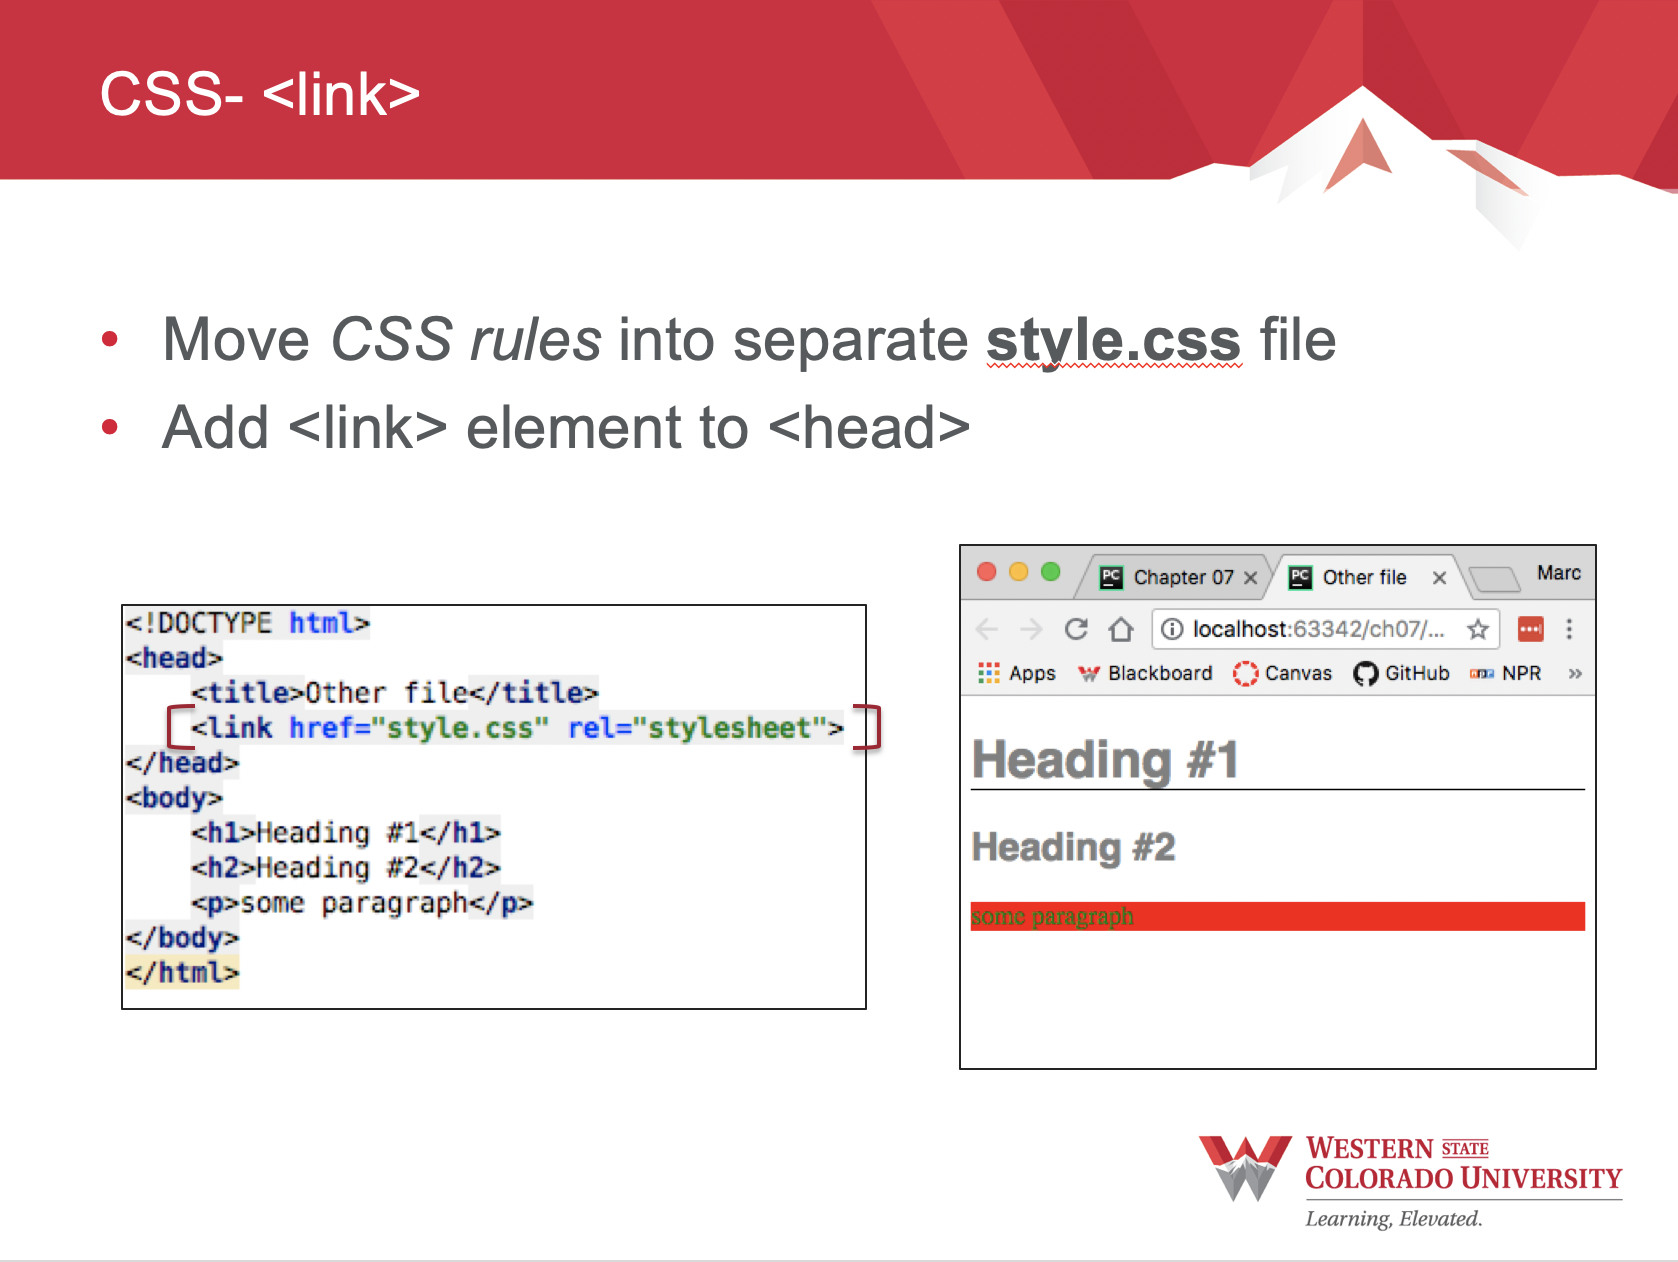 CSS- <link>
• Move CSS rules into separate style.css file
• Add <link> element to <head>
<!DOCTYPE html>
<head>
    <title>Other file</title>
    <link href="style.css" rel="stylesheet">
</head>
<body>
    <h1>Heading #1</h1>
    <h2>Heading #2</h2>
    <p>some paragraph</p>
</body>
</html>
PC Chapter 07 PC Other file Marc
localhost:63342/ch07/...
Apps Blackboard Canvas GitHub npr NPR »
Heading #1
Heading #2
some paragraph
WESTERN STATE
COLORADO UNIVERSITY
Learning, Elevated.